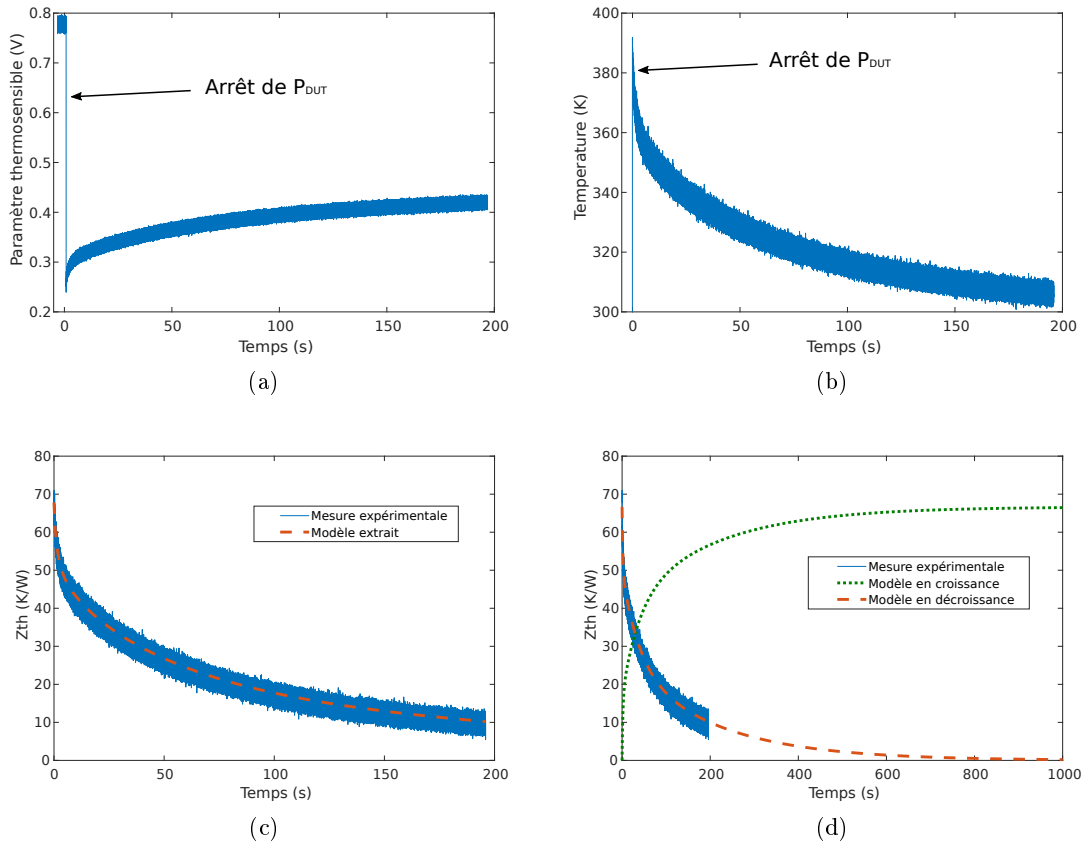 0.8
0.7
0.6
0.5
0.4
0.3
0.2
Paramètre thermosensible (V)
Arrêt de PDUT
0 50 100 150 200
Temps (s)
(a)
400
380
360
340
320
300
Temperature (K)
Arrêt de PDUT
0 50 100 150 200
Temps (s)
(b)
80
70
60
50
40
30
20
10
0
Zth (K/W)
Mesure expérimentale
Modèle extrait
0 50 100 150 200
Temps (s)
(c)
80
70
60
50
40
30
20
10
0
Zth (K/W)
Mesure expérimentale
Modèle en croissance
Modèle en décroissance
0 200 400 600 800 1000
Temps (s)
(d)